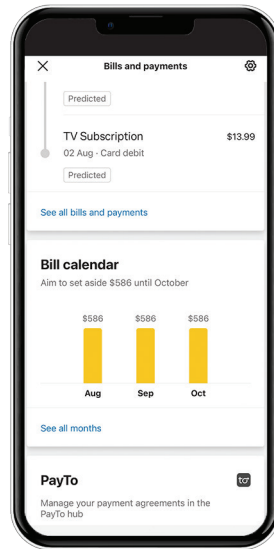 Bills and payments
Predicted
TV Subscription $13.99
02 Aug · Card debit
Predicted
See all bills and payments
Bill calendar
Aim to set aside $586 until October
$586 $586 $586
Aug Sep Oct
See all months
PayTo
Manage your payment agreements in the
PayTo hub